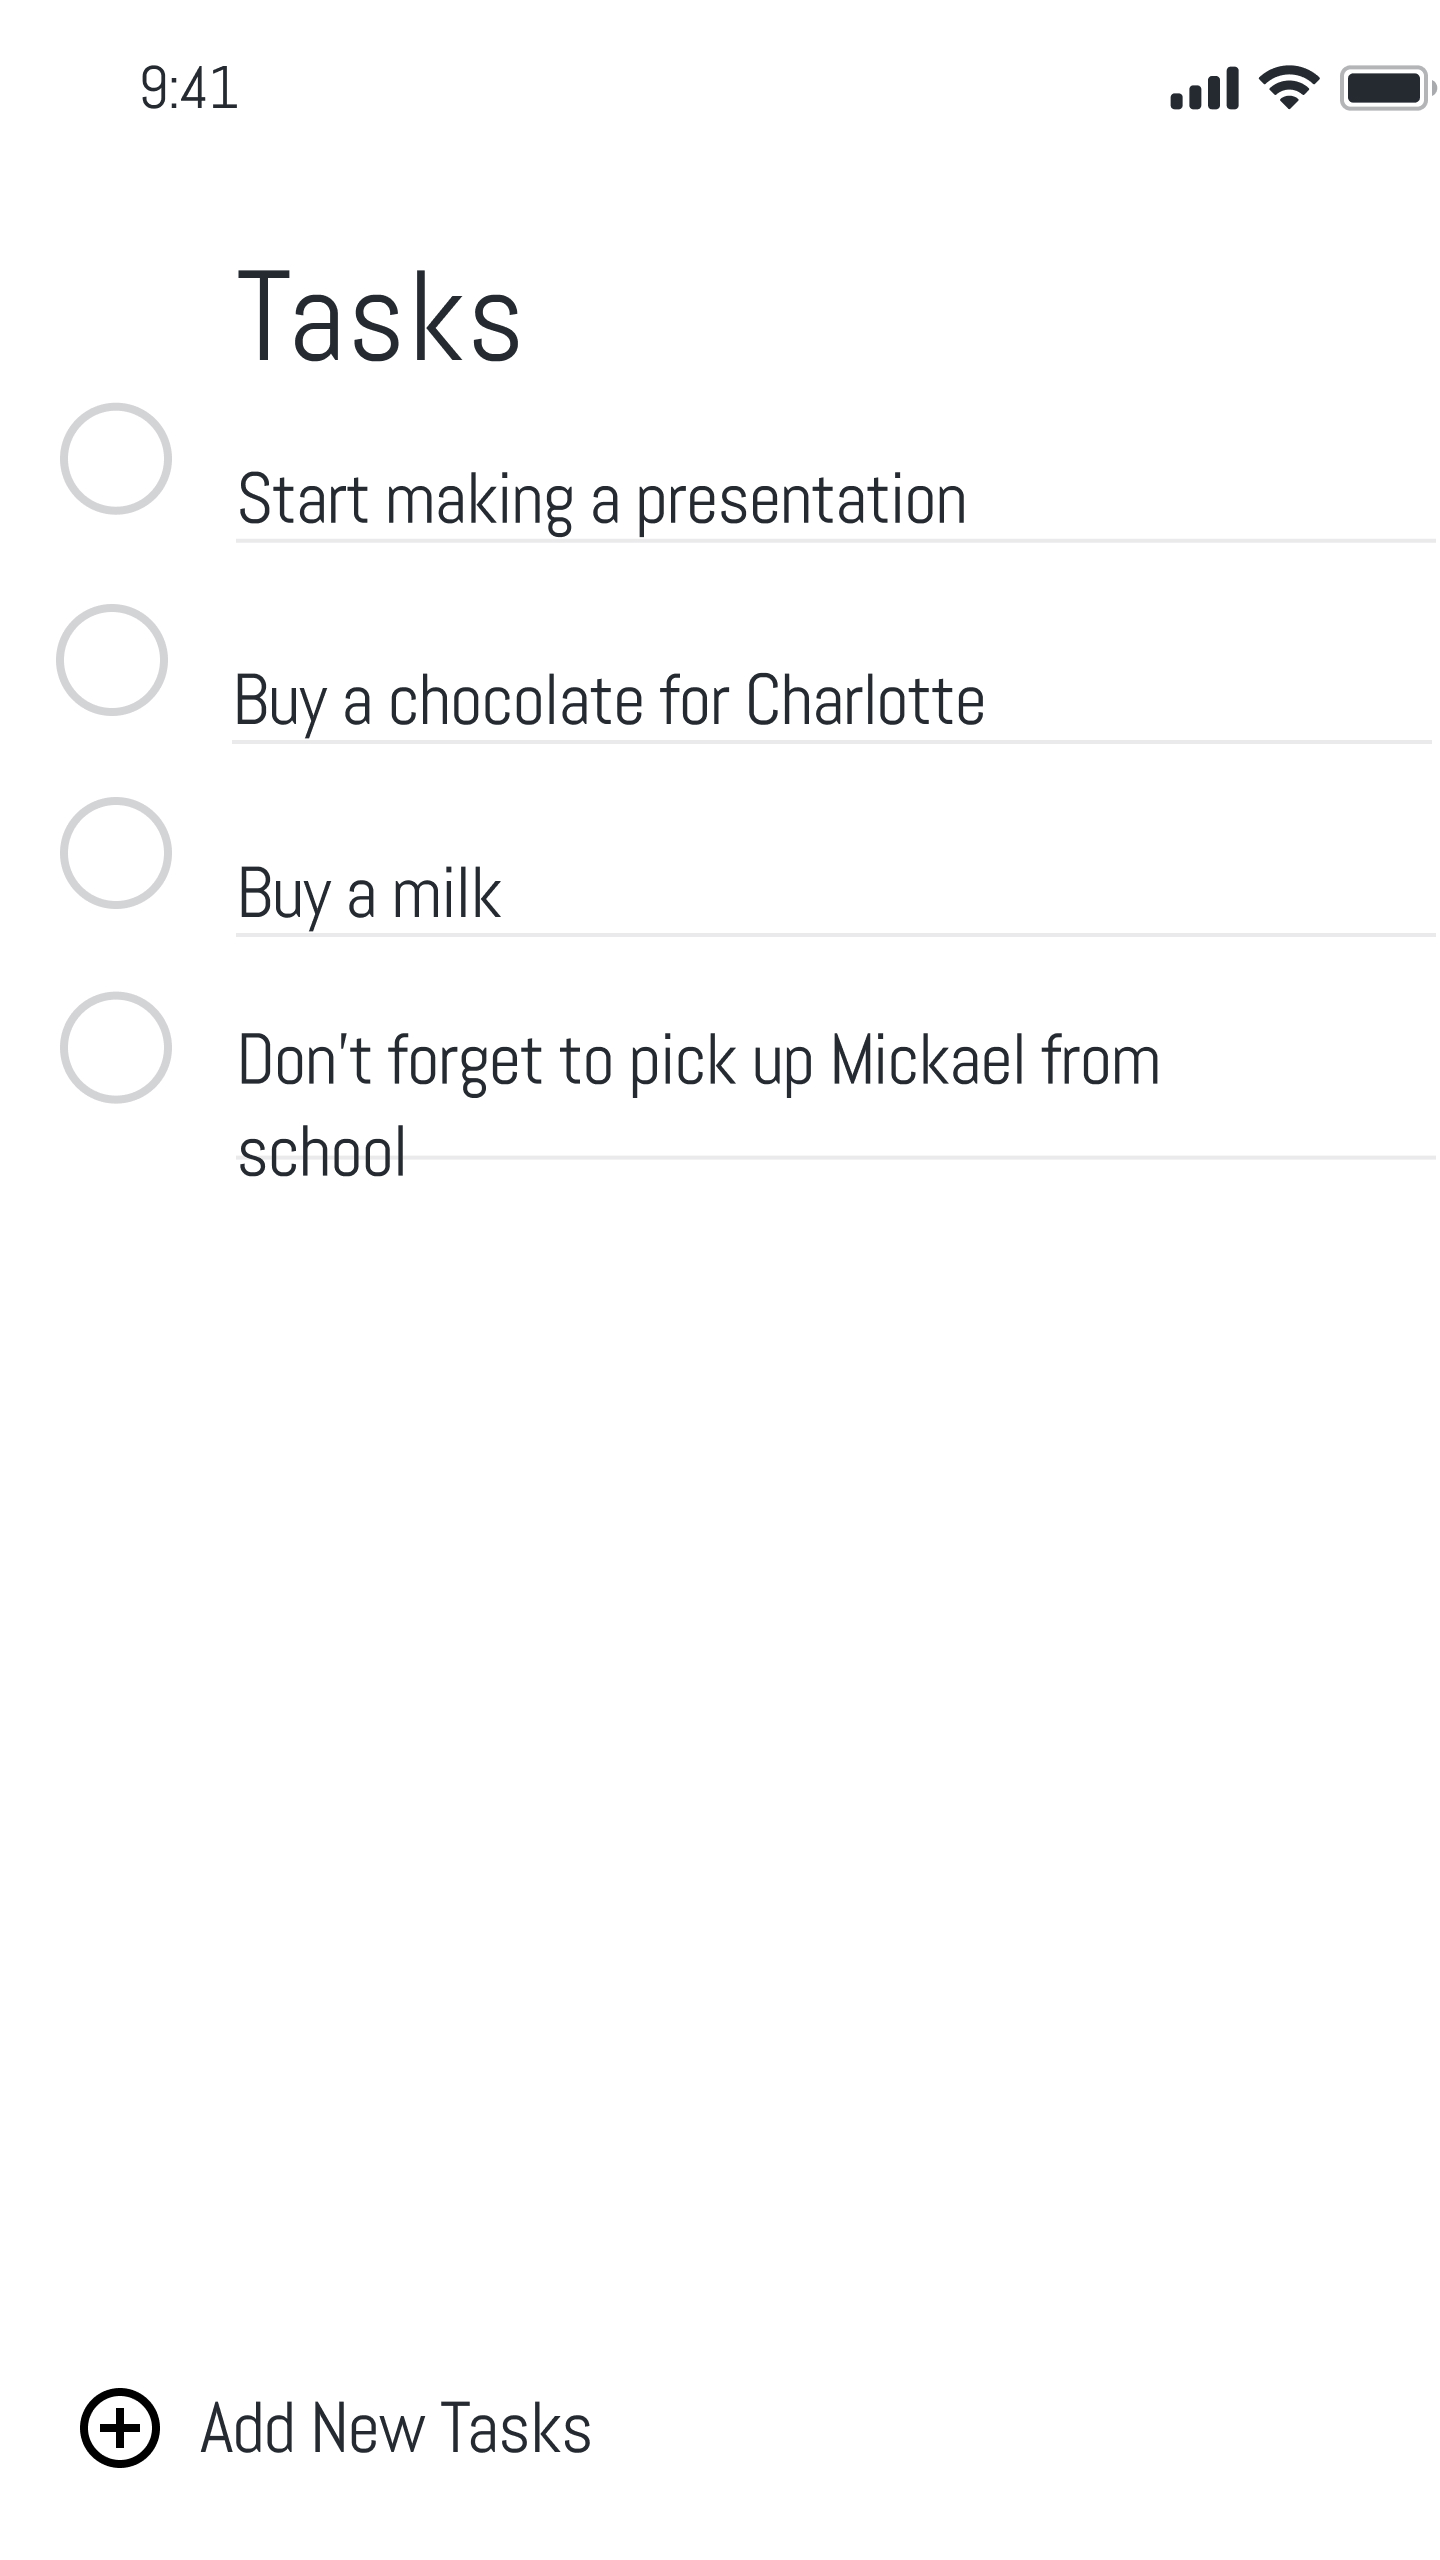 9:41
Tasks
Start making a presentation
Buy a chocolate for Charlotte
Buy a milk
Don't forget to pick up Mickael from
school
Add New Tasks